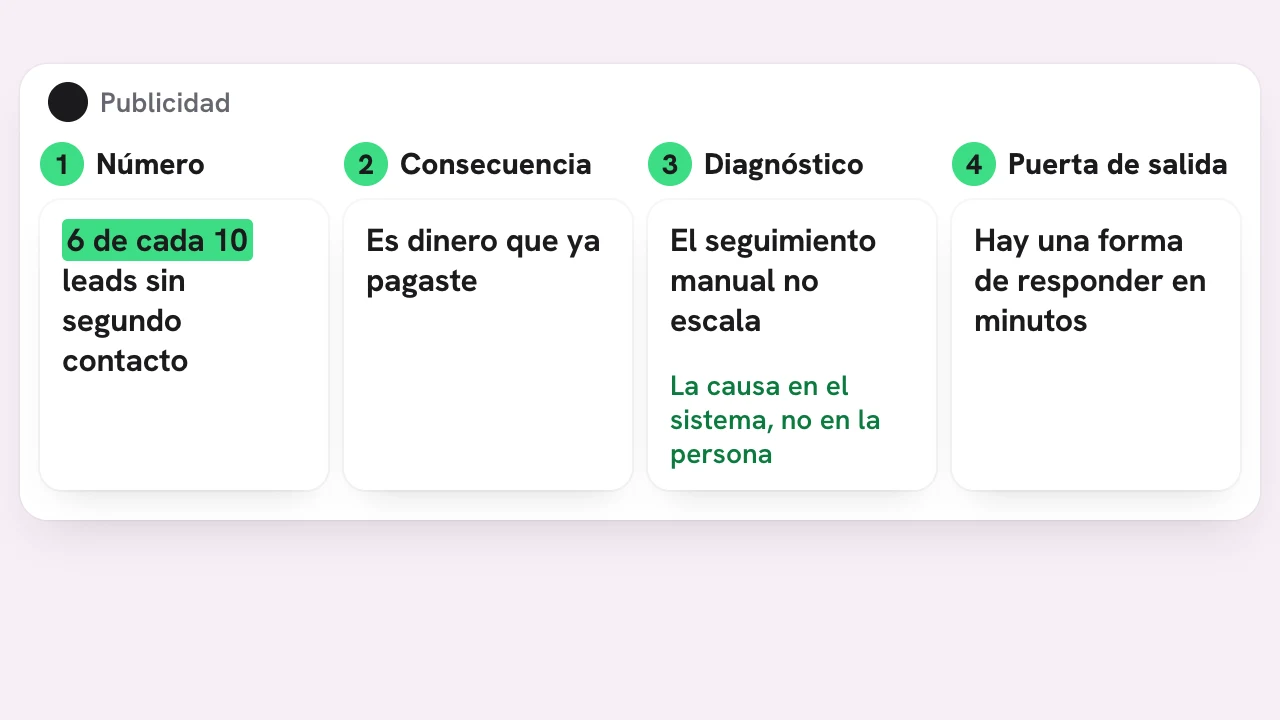 Publicidad
1 Número
6 de cada 10
leads sin
segundo
contacto
2 Consecuencia
Es dinero que ya
pagaste
3 Diagnóstico
El seguimiento
manual no
escala
La causa en el
sistema, no en la
persona
4 Puerta de salida
Hay una forma
de responder en
minutos